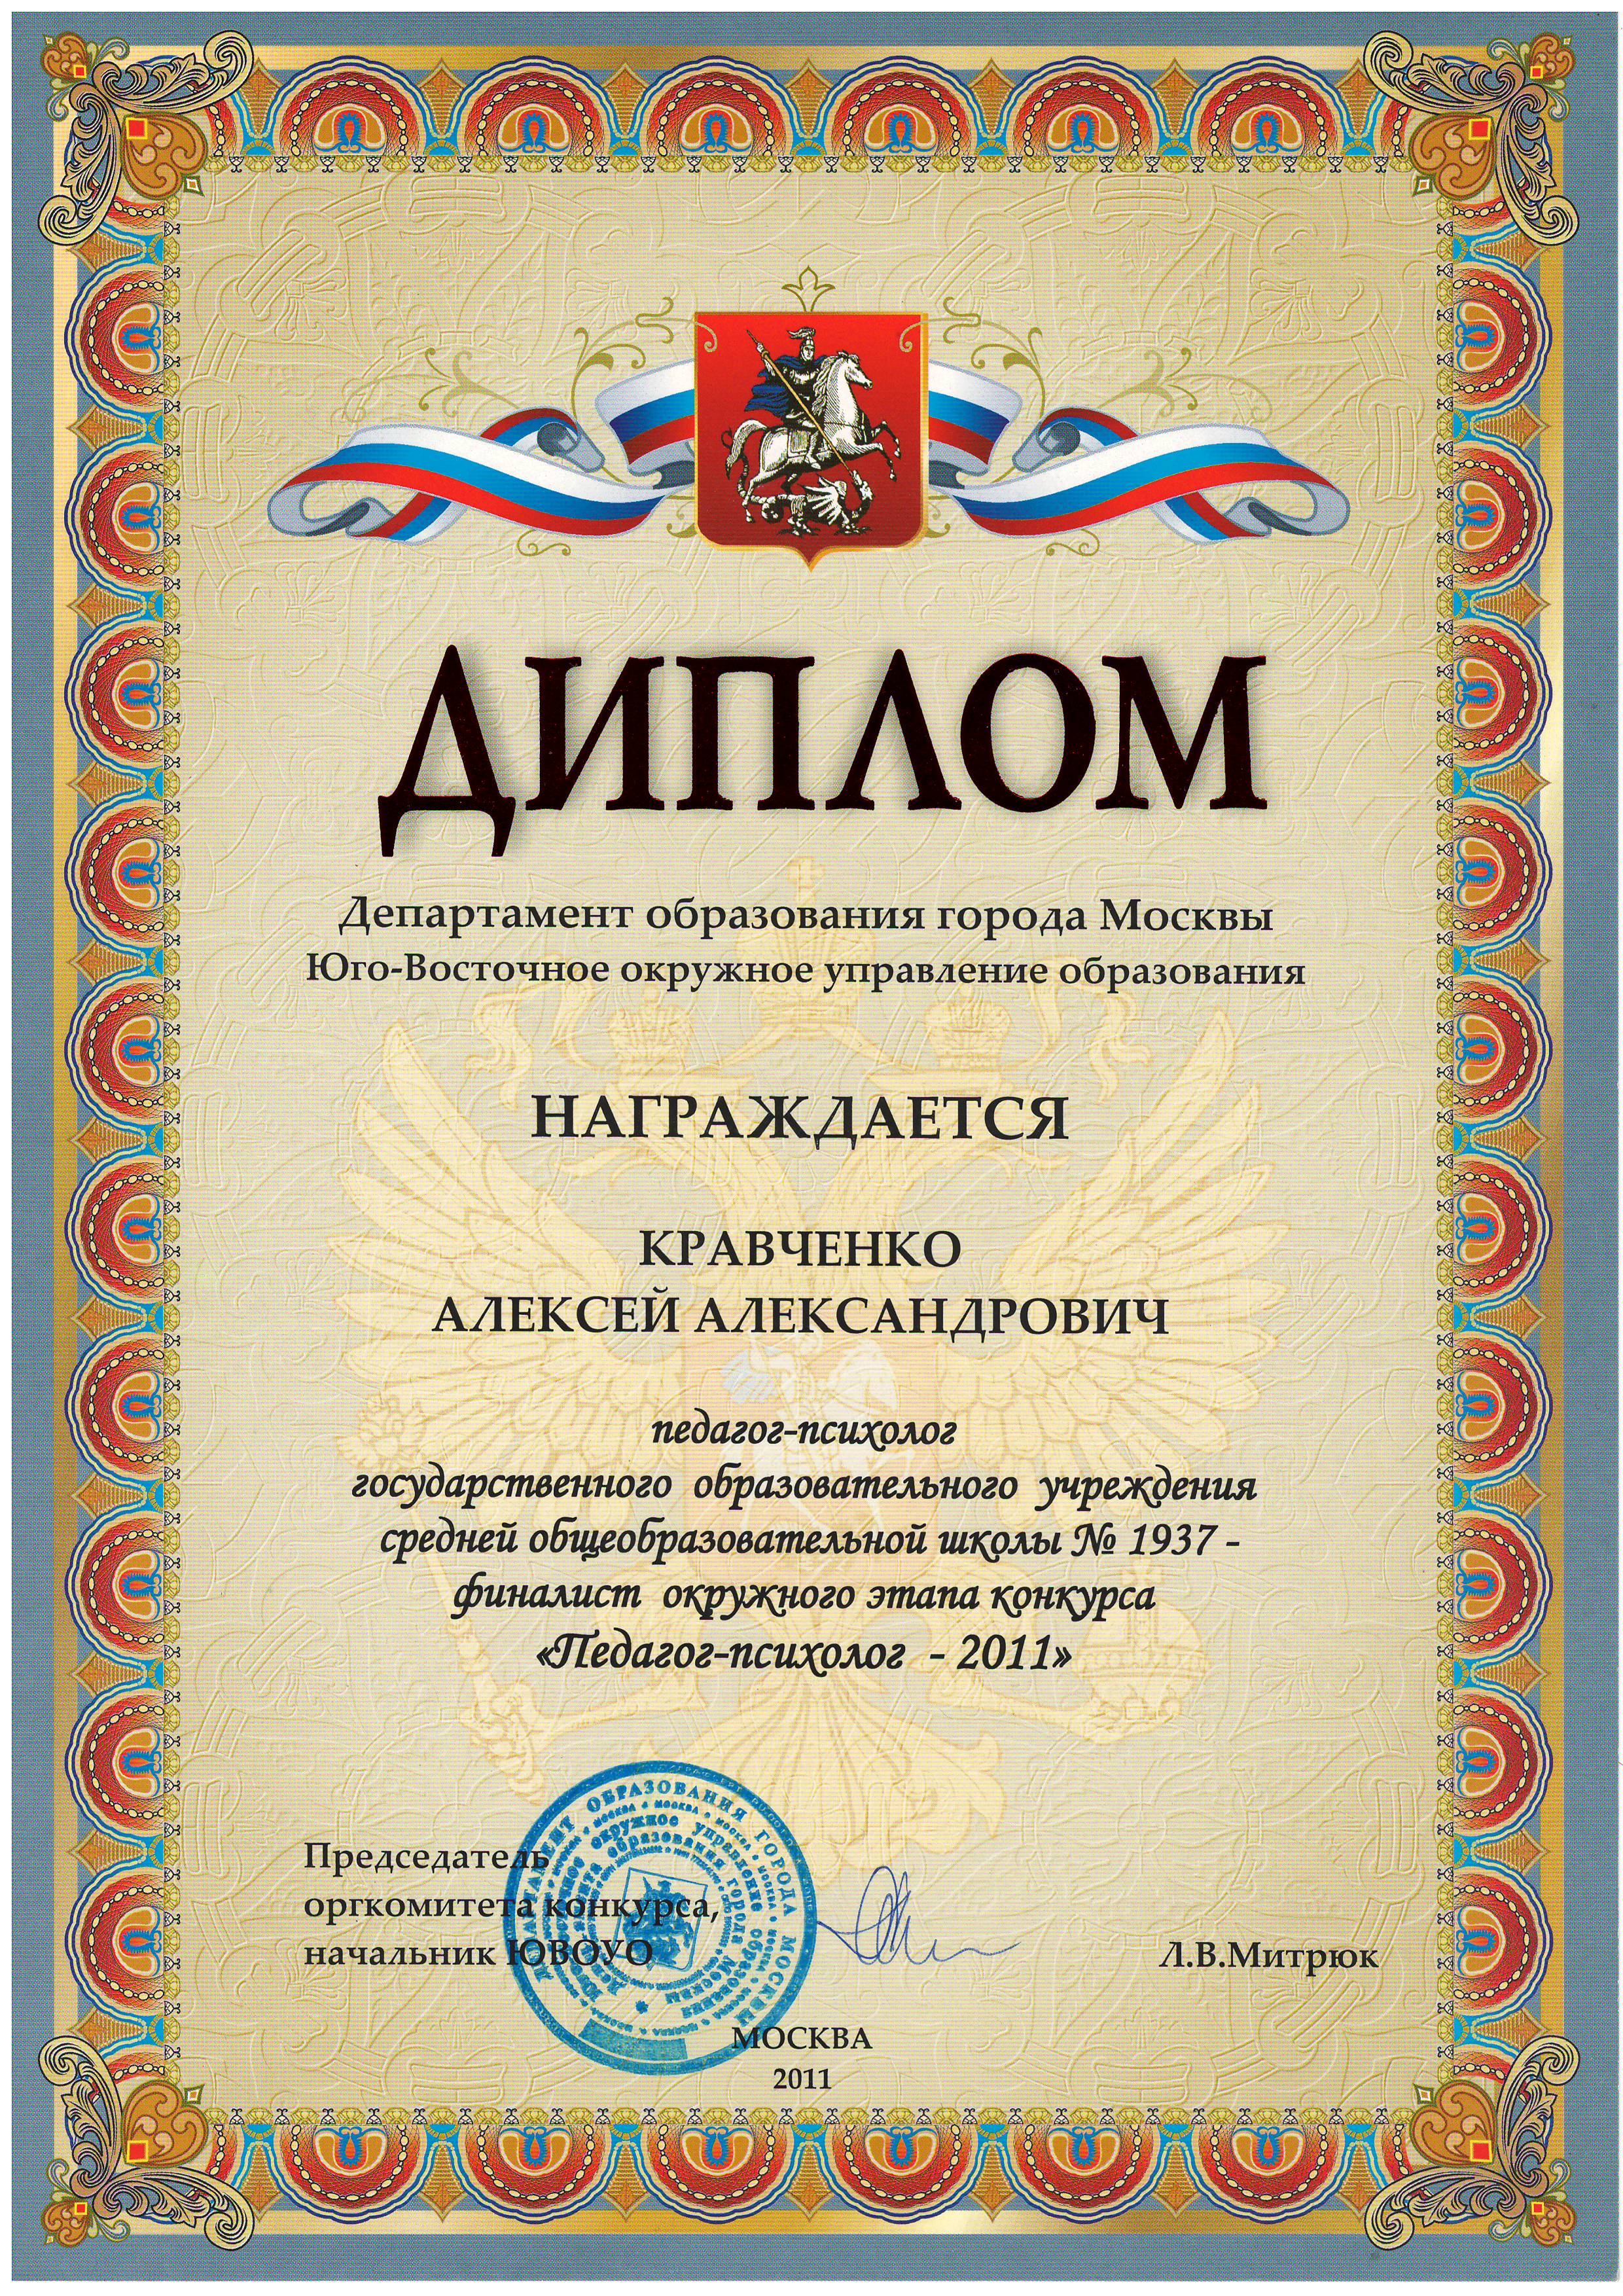 ДИПЛОМ
Департамент образования города Москвы
Юго-Восточное окружное управление образования
НАГРАЖДАЕТСЯ
КРАВЧЕНКО
АЛЕКСЕЙ АЛЕКСАНДРОВИЧ
педагог-психолог
государственного образовательного учреждения
средней общеобразовательной школы № 1937 -
финалист окружного этапа конкурса
«Педагог-психолог - 2011»
Председатель
оргкомитета конкурса,
начальник ЮВОУО
Л.В.Митрюк
ДЕПАРТАМЕНТ ОБРАЗОВАНИЯ ГОРОДА МОСКВЫ
МОСКВА
2011